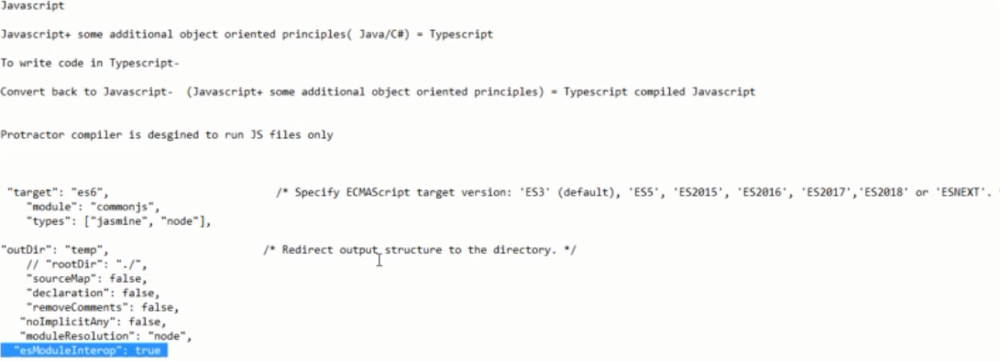 Javascript
Javascript+ some additional object oriented principles( Java/C#) = Typescript
To write code in Typescript-
Convert back to Javascript-  (Javascript+ some additional object oriented principles) = Typescript compiled Javascript
Protractor compiler is desgined to run JS files only
"target": "es6",                          /* Specify ECMAScript target version: 'ES3' (default), 'ES5', 'ES2015', 'ES2016', 'ES2017','ES2018' or 'ESNEXT'.
"module": "commonjs",
"types": ["jasmine", "node"],
"outDir": "temp",                        /* Redirect output structure to the directory. */
// "rootDir": "./",
"sourceMap": false,
"declaration": false,
"removeComments": false,
"noImplicitAny": false,
"moduleResolution": "node",
"esModuleInterop": true